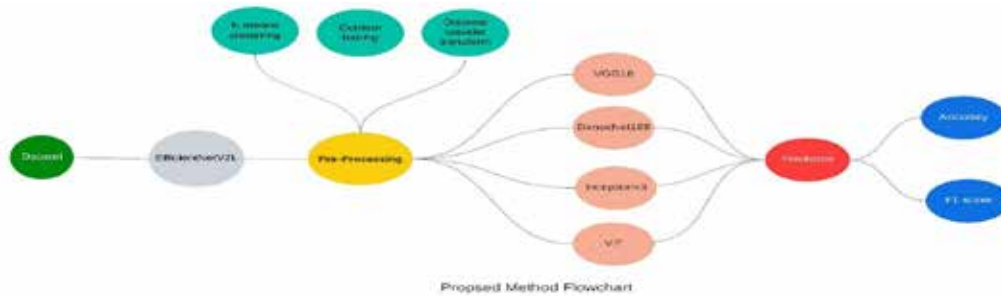 K means
clustering
Contour
tracing
Discrete
wavelet
transform
VGG16
Accuracy
Dataset
EfficientNetV2L
Pre-Processing
InceptionV3
ViT
F1 score
Propsed Method Flowchart